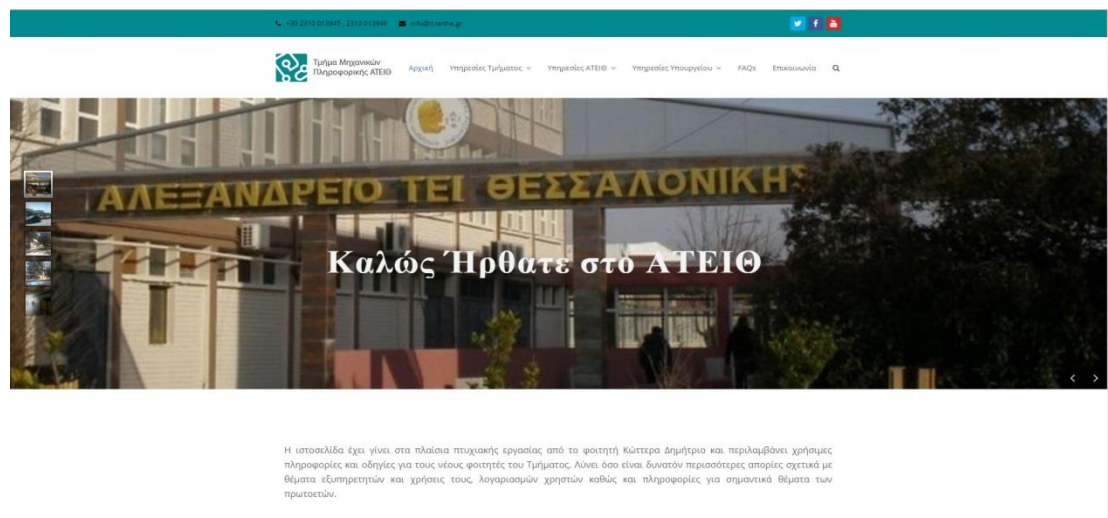 +30 2310 013945, 2310 013946 info@it.teithe.gr
Τμήμα Μηχανικών
Πληροφορικής ΑΤΕΙΘ
Αρχική Υπηρεσίες Τμήματος Υπηρεσίες ΑΤΕΙΘ Υπηρεσίες Υπουργείου FAQs Επικοινωνία
ΑΛΕΞΑΝΔΡΕΙΟ ΤΕΙ ΘΕΣΣΑΛΟΝΙΚΗΣ
Καλώς Ήρθατε στο ΑΤΕΙΘ
Η ιστοσελίδα έχει γίνει στα πλαίσια πτυχιακής εργασίας από το φοιτητή Κώττερα Δημήτριο και περιλαμβάνει χρήσιμες
πληροφορίες και οδηγίες για τους νέους φοιτητές του Τμήματος. Λύνει όσο είναι δυνατόν περισσότερες απορίες σχετικά με
θέματα εξυπηρετητών και χρήσεις τους, λογαριασμών χρηστών καθώς και πληροφορίες για σημαντικά θέματα των
πρωτοετών.